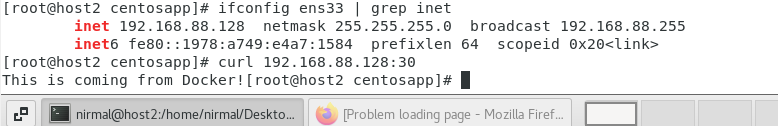 [root@host2 centosapp]# ifconfig ens33 | grep inet
inet 192.168.88.128 netmask 255.255.255.0 broadcast 192.168.88.255
inet6 fe80::1978:a749:e4a7:1584 prefixlen 64 scopeid 0x20<link>
[root@host2 centosapp]# curl 192.168.88.128:30
This is coming from Docker![root@host2 centosapp]#
nirmal@host2:/home/nirmal/Deskto... [Problem loading page - Mozilla Firef...